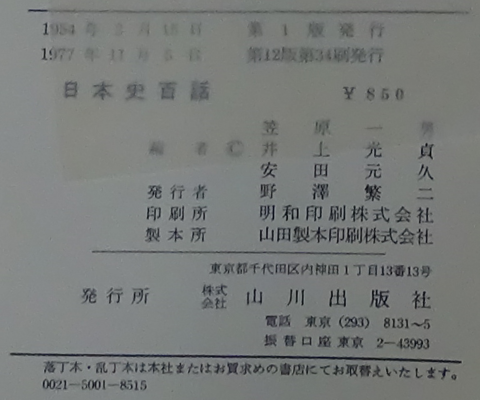 1954年2月15日 第1版発行
1977年11月5日 第12版第34刷発行
日本史百話 ¥850
笠原一男
編者 © 井上光貞
安田元久
発行者 野澤繁二
印刷所 明和印刷株式会社
製本所 山田製本印刷株式会社
東京都千代田区内神田1丁目13番13号
発行所 株式会社 山川出版社
電話 東京(293) 8131~5
振替口座東京 2-43993
落丁本・乱丁本は本社またはお買求めの書店にてお取替えいたします。
0021-5001-8515